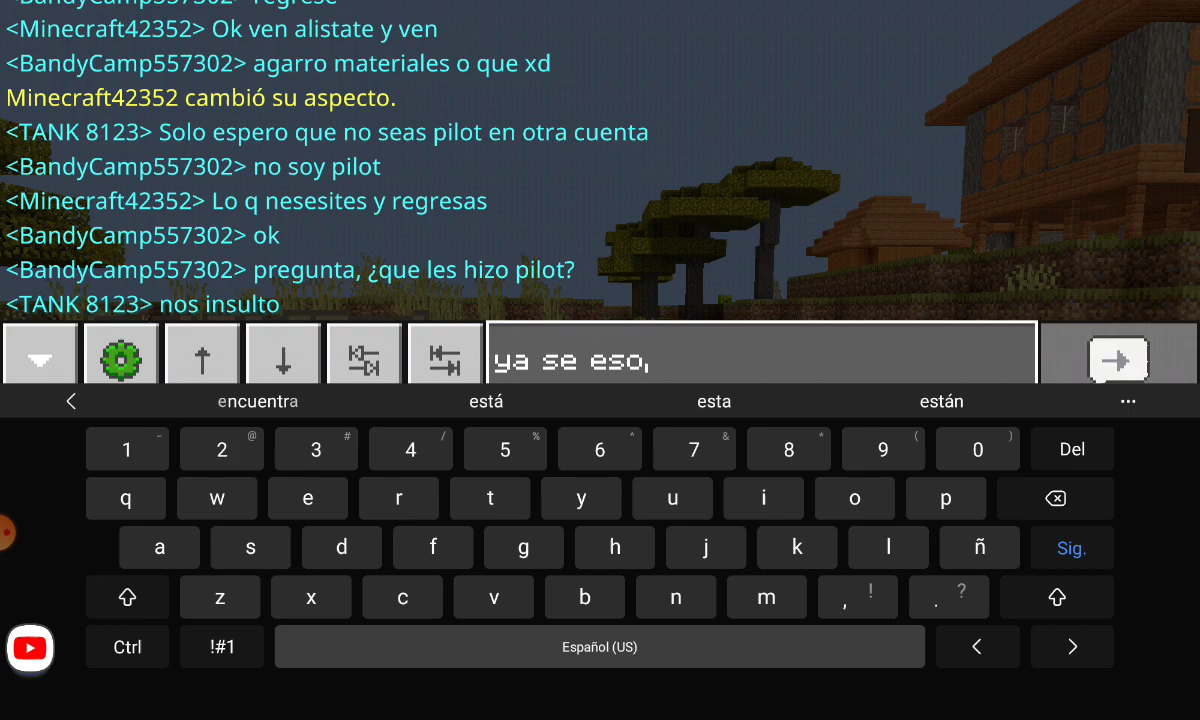 <BandyCamp557302> regrese
<Minecraft42352> Ok ven alistate y ven
<BandyCamp557302> agarro materiales o que xd
Minecraft42352 cambió su aspecto.
<TANK 8123> Solo espero que no seas pilot en otra cuenta
<BandyCamp557302> no soy pilot
<Minecraft42352> Lo q nesesites y regresas
<BandyCamp557302> ok
<BandyCamp557302> pregunta, ¿que les hizo pilot?
<TANK 8123> nos insulto
ya se eso,
encuentra está esta están ...
1 - 2 @ 3 # 4 / 5 % 6 ^ 7 & 8 * 9 ( 0 ) Del
q w e r t y u i o p
a s d f g h j k l ñ Sig.
z x c v b n m , ! . ?
Ctrl !#1 Español (US) < >